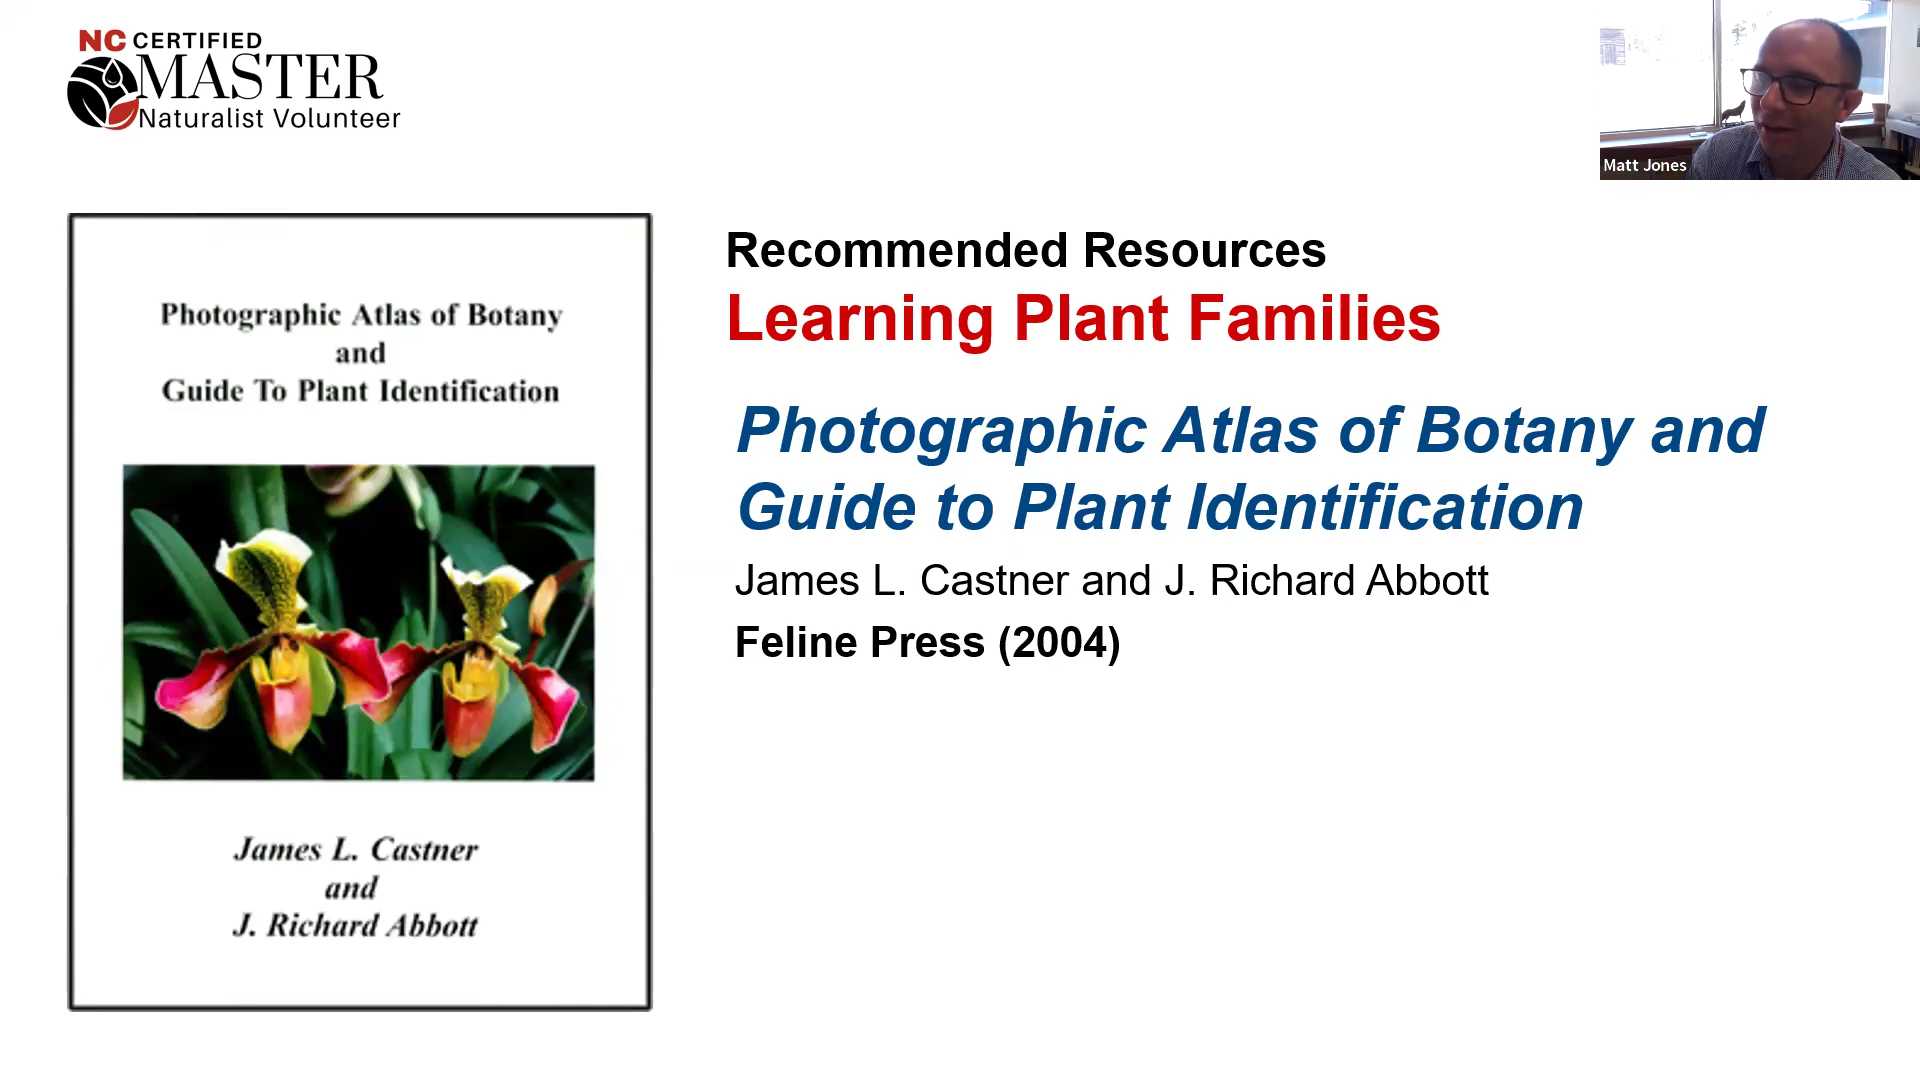 NC CERTIFIED
MASTER
Naturalist Volunteer
Matt Jones
Photographic Atlas of Botany
and
Guide To Plant Identification
James L. Castner
and
J. Richard Abbott
Recommended Resources
Learning Plant Families
Photographic Atlas of Botany and
Guide to Plant Identification
James L. Castner and J. Richard Abbott
Feline Press (2004)